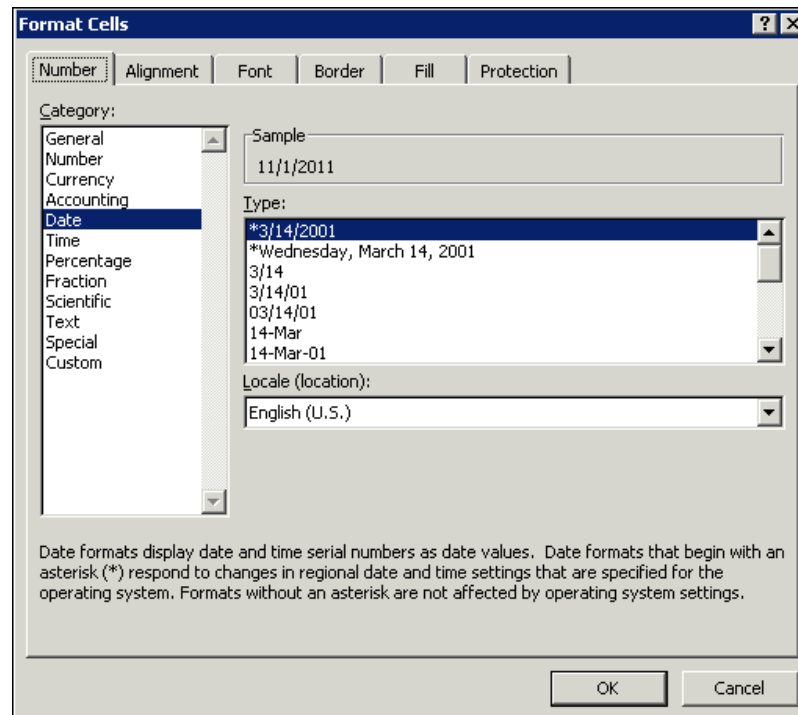 Format Cells
Number Alignment Font Border Fill Protection
Category:
General
Number
Currency
Accounting
Date
Time
Percentage
Fraction
Scientific
Text
Special
Custom
Sample
11/1/2011
Type:
*3/14/2001
*Wednesday, March 14, 2001
3/14
3/14/01
03/14/01
14-Mar
14-Mar-01
Locale (location):
English (U.S.)
Date formats display date and time serial numbers as date values.  Date formats that begin with an
asterisk (*) respond to changes in regional date and time settings that are specified for the
operating system. Formats without an asterisk are not affected by operating system settings.
OK Cancel